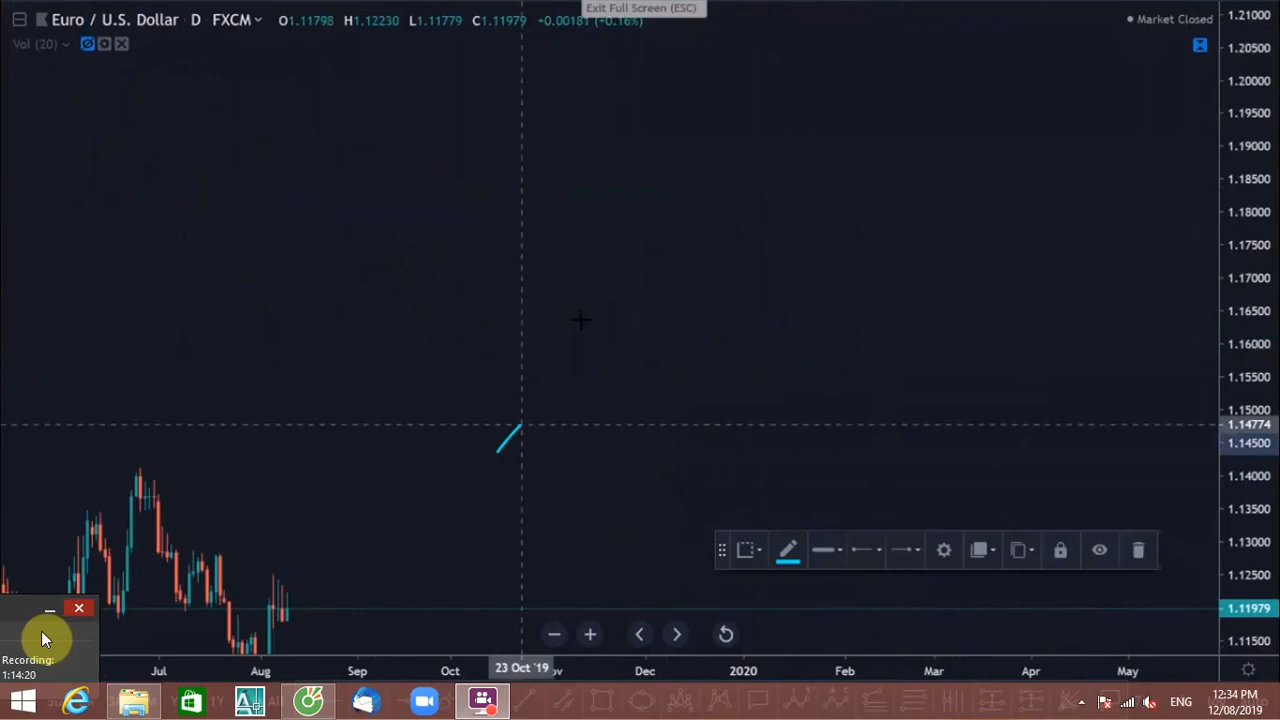 Exit Full Screen (ESC)
Euro / U.S. Dollar D FXCM O1.11798 H1.12230 L1.11779 C1.11979 +0.00181 (+0.16%)
Market Closed
Vol (20)
1.21000
1.20500
1.20000
1.19500
1.19000
1.18500
1.18000
1.17500
1.17000
1.16500
1.16000
1.15500
1.15000
1.14774
1.14500
1.14000
1.13500
1.13000
1.12500
1.11979
1.11500
Recording:
1:14:20
Jul Aug Sep Oct 23 Oct '19 Dec 2020 Feb Mar Apr May
ENG
12:34 PM
12/08/2019